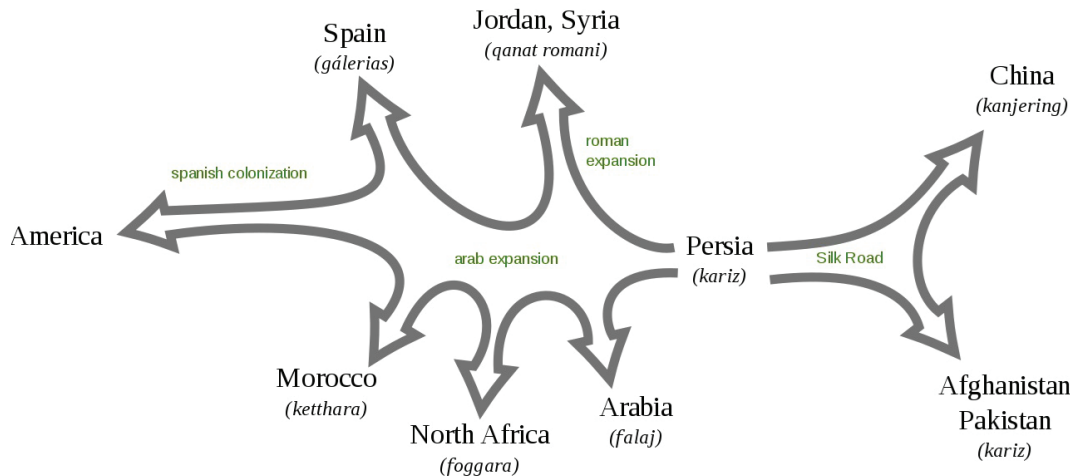 Spain
(gálerias)
Jordan, Syria
(qanat romani)
China
(kanjering)
roman
expansion
spanish colonization
America
arab expansion
Persia
(kariz)
Silk Road
Morocco
(ketthara)
North Africa
(foggara)
Arabia
(falaj)
Afghanistan
Pakistan
(kariz)